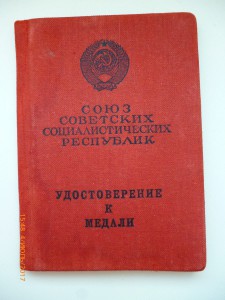 СОЮЗ
СОВЕТСКИХ
СОЦИАЛИСТИЧЕСКИХ
РЕСПУБЛИК
УДОСТОВЕРЕНИЕ
К
МЕДАЛИ